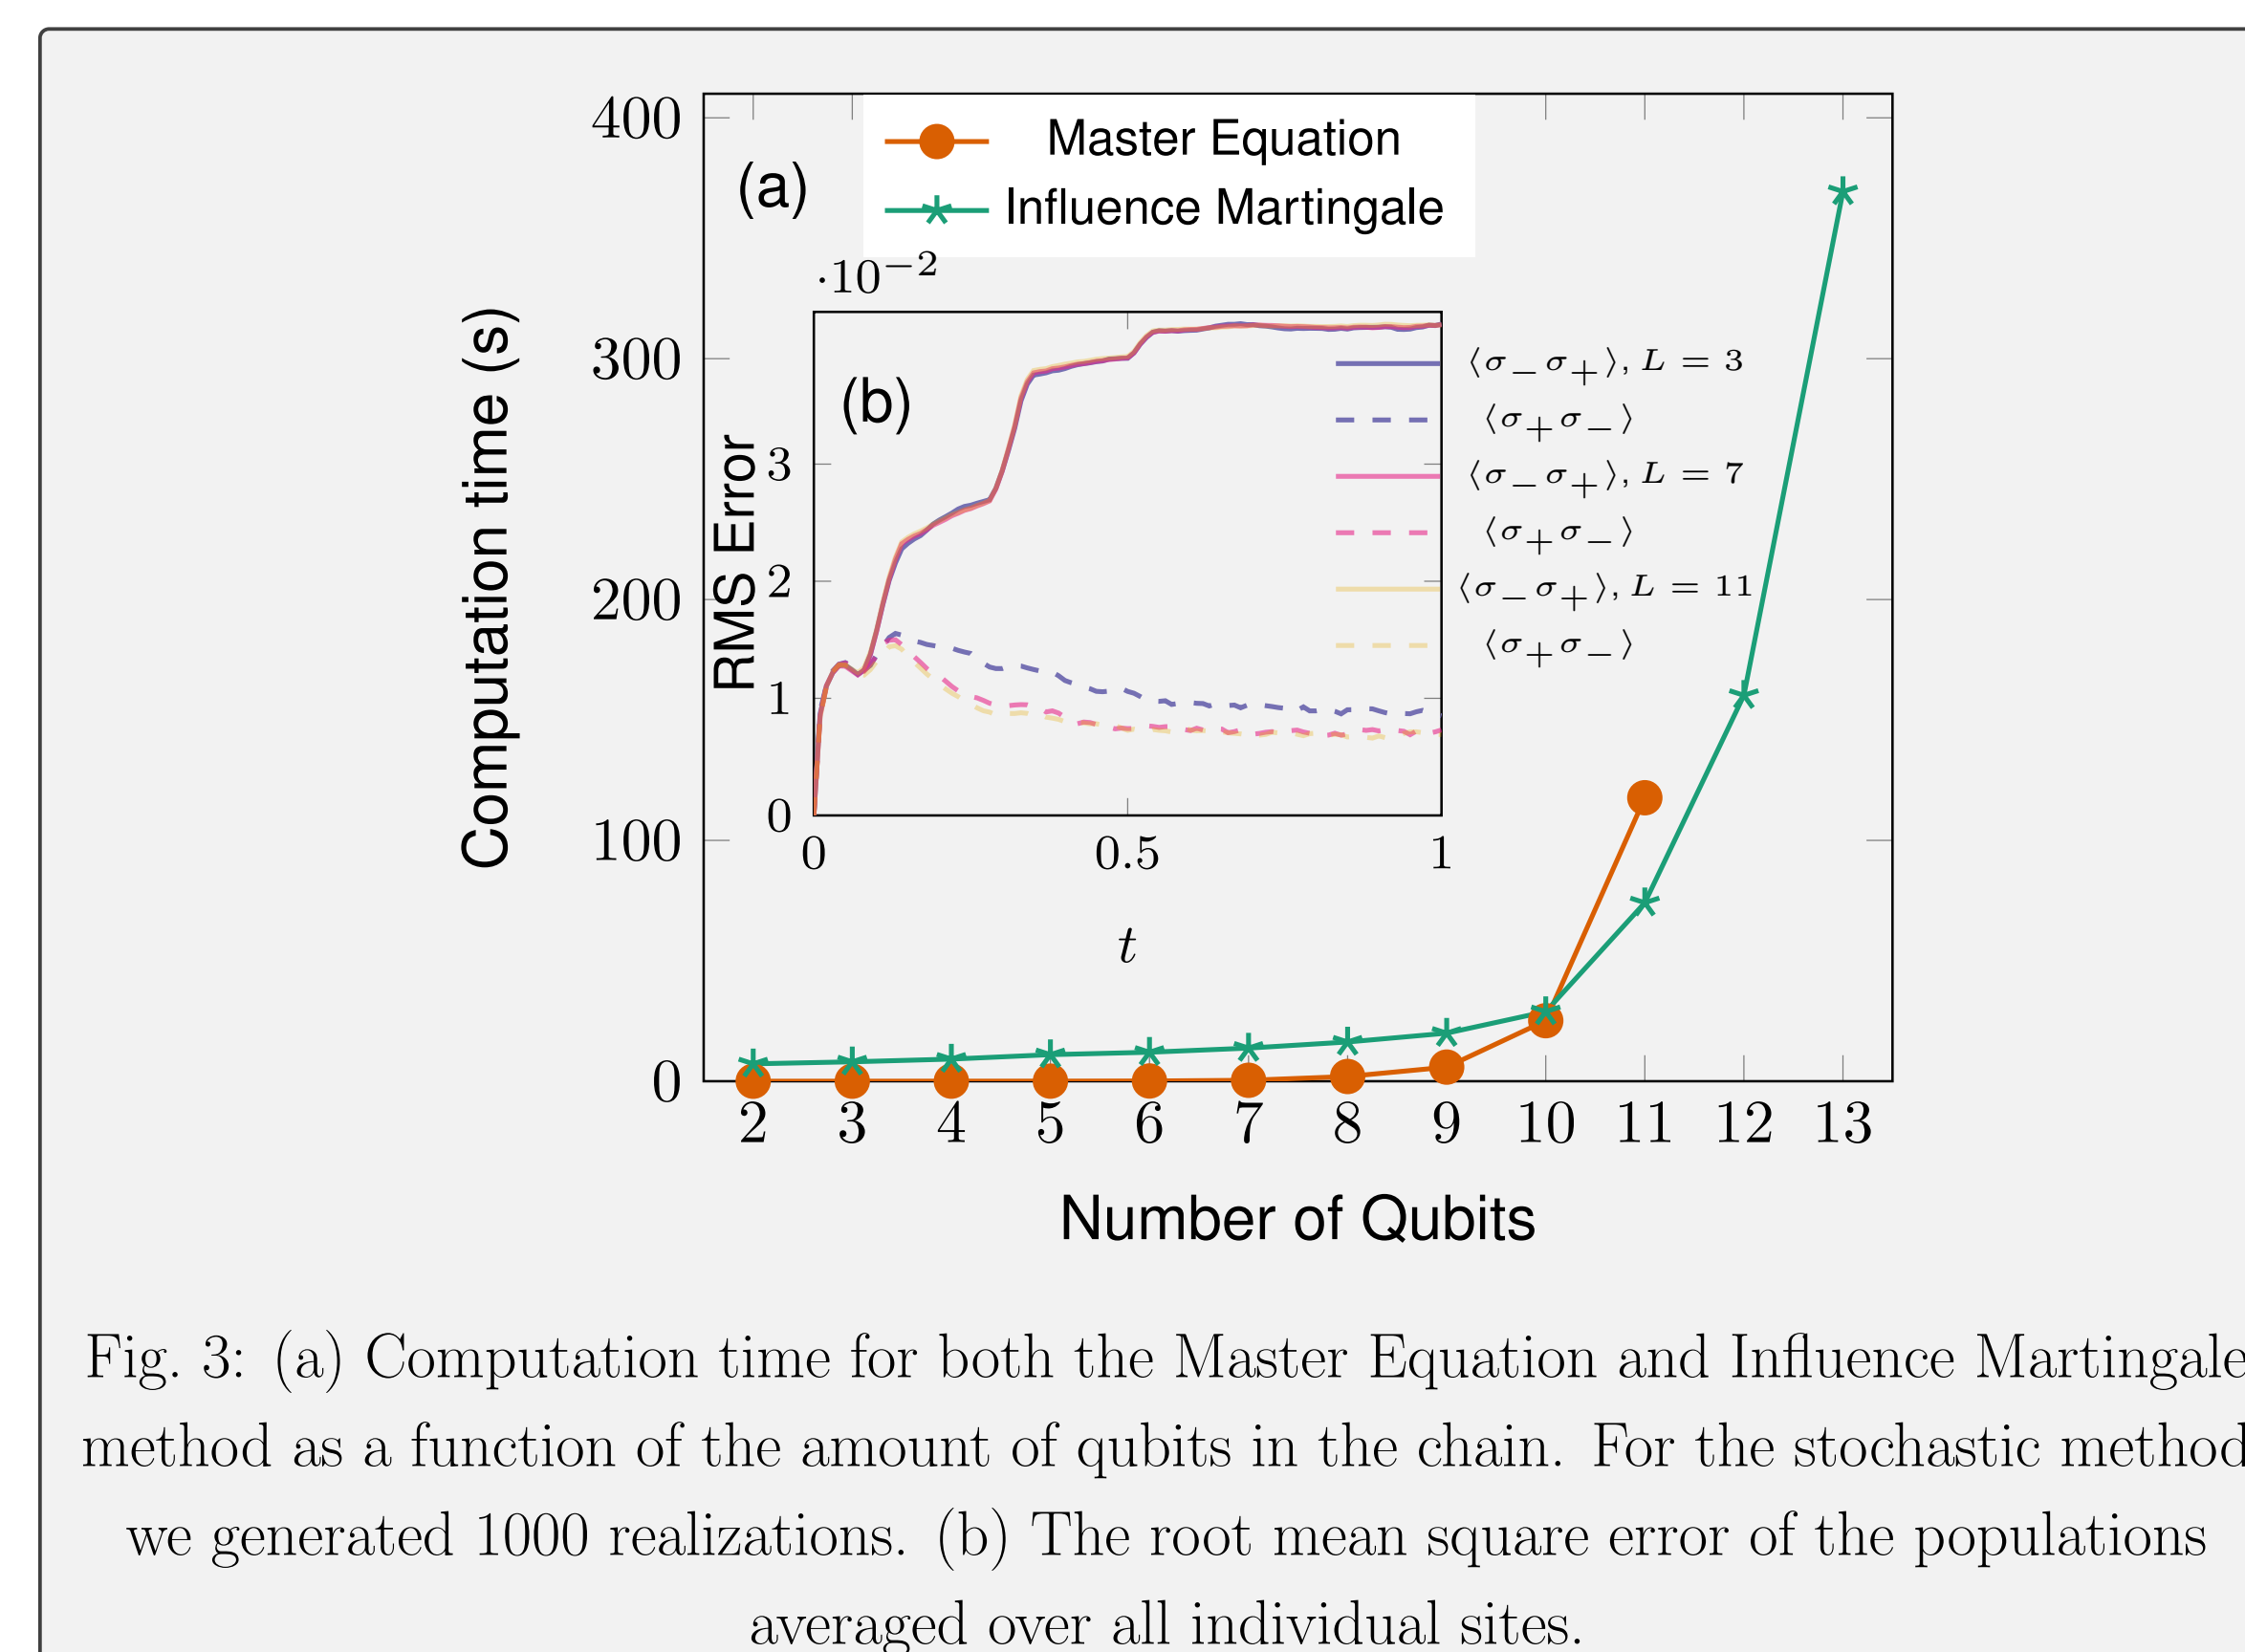 400
(a)
Master Equation
Influence Martingale
·10⁻²
Computation time (s)
300
200
100
0
RMS Error
(b)
3
2
1
0
0 0.5 1
t
⟨σ₋σ₊⟩, L = 3
⟨σ₊σ₋⟩
⟨σ₋σ₊⟩, L = 7
⟨σ₊σ₋⟩
⟨σ₋σ₊⟩, L = 11
⟨σ₊σ₋⟩
2 3 4 5 6 7 8 9 10 11 12 13
Number of Qubits
Fig. 3: (a) Computation time for both the Master Equation and Influence Martingale
method as a function of the amount of qubits in the chain. For the stochastic method
we generated 1000 realizations. (b) The root mean square error of the populations
averaged over all individual sites.